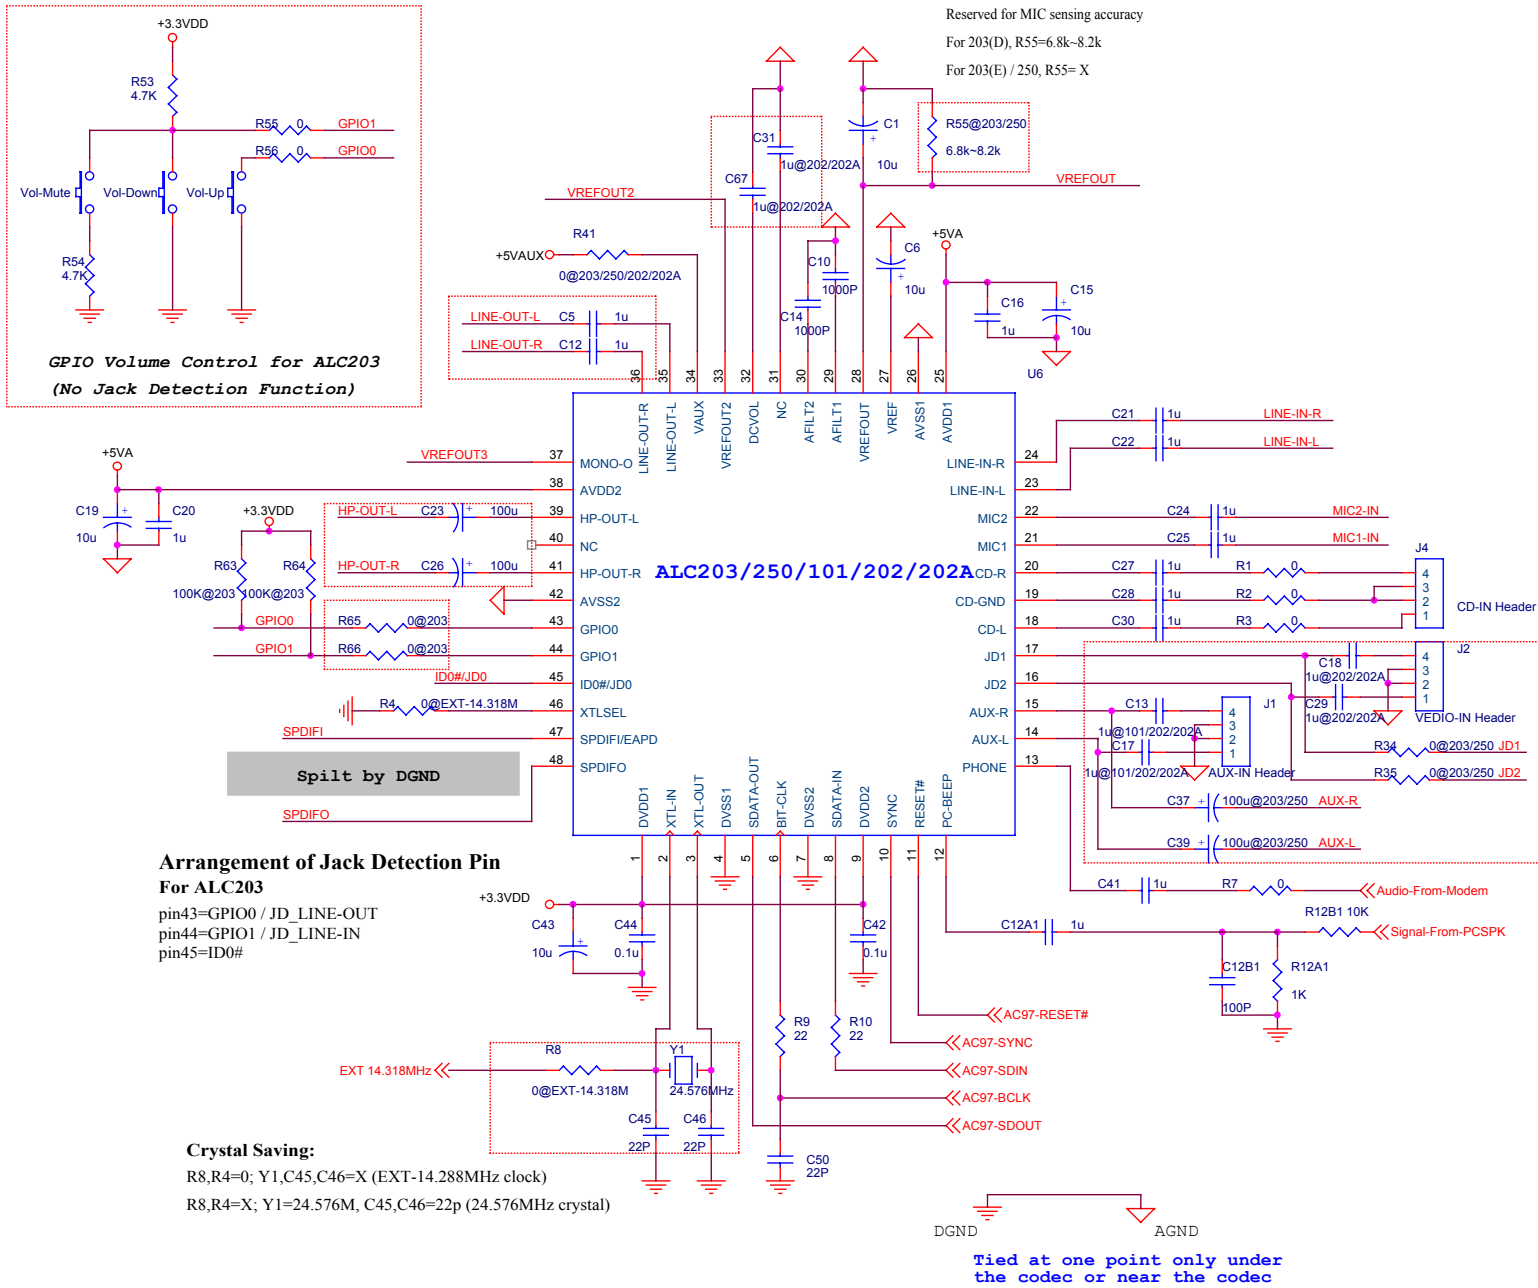 +3.3VDD
R53
4.7K
R55 0 GPIO1
R56 0 GPIO0
Vol-Mute
Vol-Down
Vol-Up
R54
4.7K
GPIO Volume Control for ALC203
(No Jack Detection Function)
Reserved for MIC sensing accuracy
For 203(D), R55=6.8k~8.2k
For 203(E) / 250, R55= X
C31
1u@202/202A
C67
1u@202/202A
C1
10u
R55@203/250
6.8k~8.2k
VREFOUT
VREFOUT2
R41
+5VAUX
0@203/250/202/202A
C10
1000P
C14
1000P
C6
10u
+5VA
C16
1u
C15
10u
LINE-OUT-L C5 1u
LINE-OUT-R C12 1u
U6
36 35 34 33 32 31 30 29 28 27 26 25
LINE-OUT-R
LINE-OUT-L
VAUX
VREFOUT2
DCVOL
NC
AFILT2
AFILT1
VREFOUT
VREF
AVSS1
AVDD1
VREFOUT3
37 MONO-O
38 AVDD2
39 HP-OUT-L
40 NC
41 HP-OUT-R
42 AVSS2
43 GPIO0
44 GPIO1
45 ID0#/JD0
46 XTLSEL
47 SPDIFI/EAPD
48 SPDIFO
ALC203/250/101/202/202A
LINE-IN-R 24
LINE-IN-L 23
MIC2 22
MIC1 21
CD-R 20
CD-GND 19
CD-L 18
JD1 17
JD2 16
AUX-R 15
AUX-L 14
PHONE 13
+5VA
C19
10u
C20
1u
+3.3VDD
HP-OUT-L C23 100u
HP-OUT-R C26 100u
R63
100K@203
R64
100K@203
GPIO0 R65 0@203
GPIO1 R66 0@203
ID0#/JD0
R4 0@EXT-14.318M
SPDIFI
Spilt by DGND
SPDIFO
C21 1u LINE-IN-R
C22 1u LINE-IN-L
C24 1u MIC2-IN
C25 1u MIC1-IN
C27 1u R1 0
C28 1u R2 0
C30 1u R3 0
J4
4
3
2
1
CD-IN Header
C18
1u@202/202A
C29
1u@202/202A
J2
4
3
2
1
VEDIO-IN Header
C13
1u@101/202/202A
C17
1u@101/202/202A
J1
4
3
2
1
AUX-IN Header
R34 0@203/250 JD1
R35 0@203/250 JD2
C37 100u@203/250 AUX-R
C39 100u@203/250 AUX-L
DVDD1
XTL-IN
XTL-OUT
DVSS1
SDATA-OUT
BIT-CLK
DVSS2
SDATA-IN
DVDD2
SYNC
RESET#
PC-BEEP
1 2 3 4 5 6 7 8 9 10 11 12
Arrangement of Jack Detection Pin
For ALC203
pin43=GPIO0 / JD_LINE-OUT
pin44=GPIO1 / JD_LINE-IN
pin45=ID0#
+3.3VDD
C43
10u
C44
0.1u
C42
0.1u
C41 1u R7 0 Audio-From-Modem
C12A1 1u
R12B1 10K Signal-From-PCSPK
C12B1
100P
R12A1
1K
R9
22
R10
22
AC97-RESET#
AC97-SYNC
AC97-SDIN
AC97-BCLK
AC97-SDOUT
EXT 14.318MHz
R8
0@EXT-14.318M
Y1
24.576MHz
C45
22P
C46
22P
C50
22P
Crystal Saving:
R8,R4=0; Y1,C45,C46=X (EXT-14.288MHz clock)
R8,R4=X; Y1=24.576M, C45,C46=22p (24.576MHz crystal)
DGND AGND
Tied at one point only under
the codec or near the codec